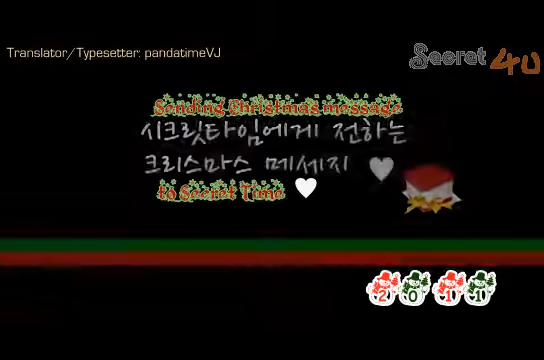 Translator/Typesetter: pandatimeVJ
Secret 4U
Sending Christmas message
시크릿타임에게 전하는
크리스마스 메세지
to Secret Time
2011